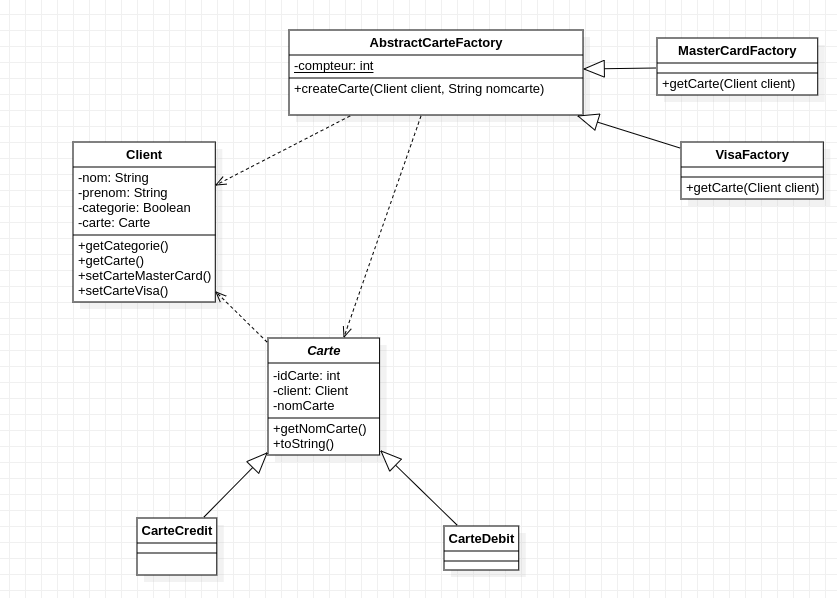 AbstractCarteFactory
-compteur: int
+createCarte(Client client, String nomcarte)
MasterCardFactory
+getCarte(Client client)
VisaFactory
+getCarte(Client client)
Client
-nom: String
-prenom: String
-categorie: Boolean
-carte: Carte
+getCategorie()
+getCarte()
+setCarteMasterCard()
+setCarteVisa()
Carte
-idCarte: int
-client: Client
-nomCarte
+getNomCarte()
+toString()
CarteCredit
CarteDebit